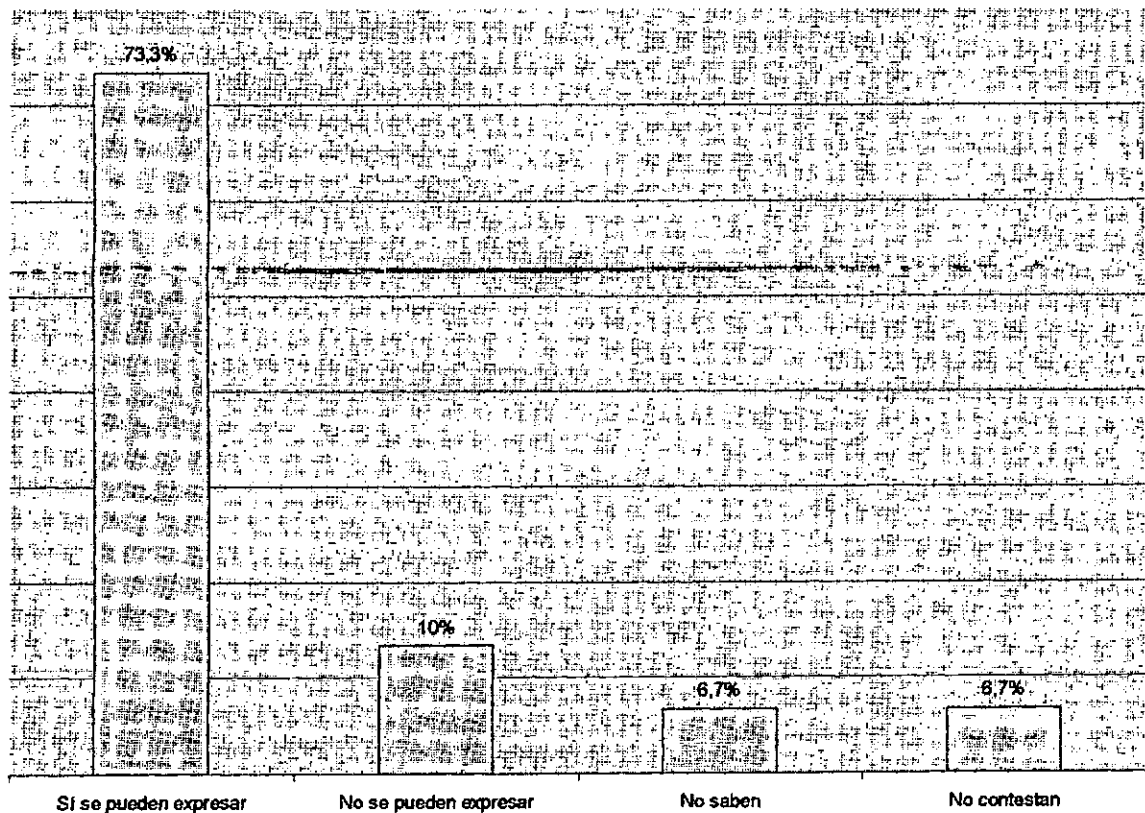 73,3%
10%
6,7%
6,7%
Sí se pueden expresar
No se pueden expresar
No saben
No contestan